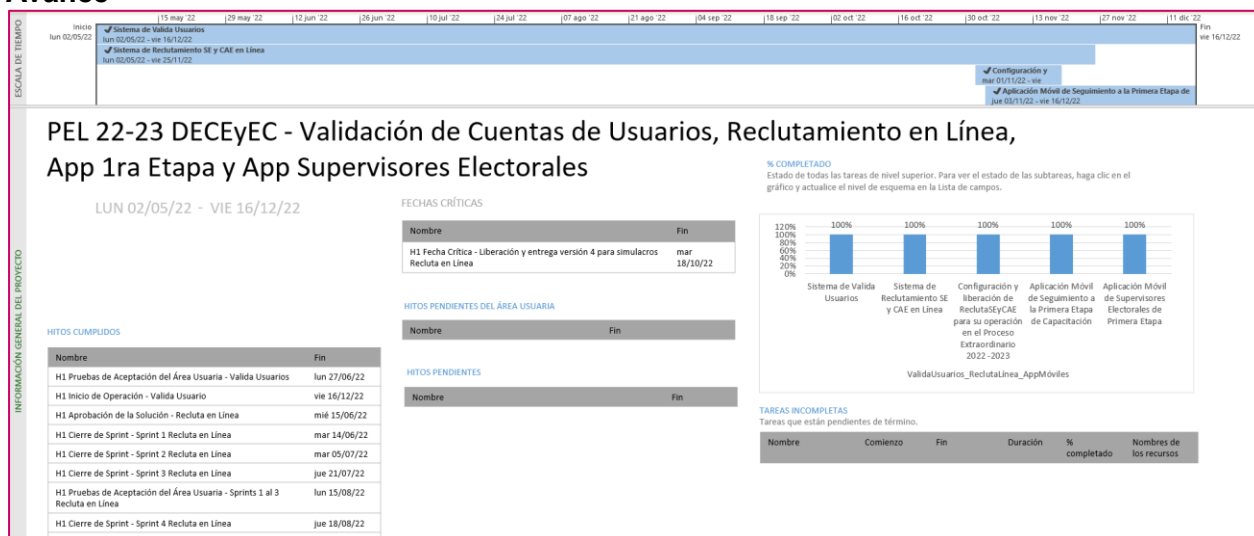 Avance
ESCALA DE TIEMPO
Inicio
lun 02/05/22
15 may '22 29 may '22 12 jun '22 26 jun '22 10 jul '22 24 jul '22 07 ago '22 21 ago '22 04 sep '22 18 sep '22 02 oct '22 16 oct '22 30 oct '22 13 nov '22 27 nov '22 11 dic '22
Fin
vie 16/12/22
✓ Sistema de Valida Usuarios
lun 02/05/22 - vie 16/12/22
✓ Sistema de Reclutamiento SE y CAE en Línea
lun 02/05/22 - vie 25/11/22
✓ Configuración y
mar 01/11/22 - vie
✓ Aplicación Móvil de Seguimiento a la Primera Etapa de
jue 03/11/22 - vie 16/12/22
INFORMACIÓN GENERAL DEL PROYECTO
PEL 22-23 DECEyEC - Validación de Cuentas de Usuarios, Reclutamiento en Línea,
App 1ra Etapa y App Supervisores Electorales
LUN 02/05/22 - VIE 16/12/22
HITOS CUMPLIDOS
Nombre Fin
H1 Pruebas de Aceptación del Área Usuaria - Valida Usuarios lun 27/06/22
H1 Inicio de Operación - Valida Usuario vie 16/12/22
H1 Aprobación de la Solución - Recluta en Línea mié 15/06/22
H1 Cierre de Sprint - Sprint 1 Recluta en Línea mar 14/06/22
H1 Cierre de Sprint - Sprint 2 Recluta en Línea mar 05/07/22
H1 Cierre de Sprint - Sprint 3 Recluta en Línea jue 21/07/22
H1 Pruebas de Aceptación del Área Usuaria - Sprints 1 al 3 lun 15/08/22
Recluta en Línea
H1 Cierre de Sprint - Sprint 4 Recluta en Línea jue 18/08/22
FECHAS CRÍTICAS
Nombre Fin
H1 Fecha Crítica - Liberación y entrega versión 4 para simulacros mar
Recluta en Línea 18/10/22
HITOS PENDIENTES DEL ÁREA USUARIA
Nombre Fin
HITOS PENDIENTES
Nombre Fin
% COMPLETADO
Estado de todas las tareas de nivel superior. Para ver el estado de las subtareas, haga clic en el
gráfico y actualice el nivel de esquema en la Lista de campos.
120%
100%
80%
60%
40%
20%
0%
100% 100% 100% 100% 100%
Sistema de Valida Sistema de Configuración y Aplicación Móvil Aplicación Móvil
Usuarios Reclutamiento SE liberación de de Seguimiento a de Supervisores
y CAE en Línea ReclutaSEyCAE la Primera Etapa Electorales de
para su operación de Capacitación Primera Etapa
en el Proceso
Extraordinario
2022 -2023
ValidaUsuarios_ReclutaLínea_AppMóviles
TAREAS INCOMPLETAS
Tareas que están pendientes de término.
Nombre Comienzo Fin Duración % Nombres de
completado los recursos